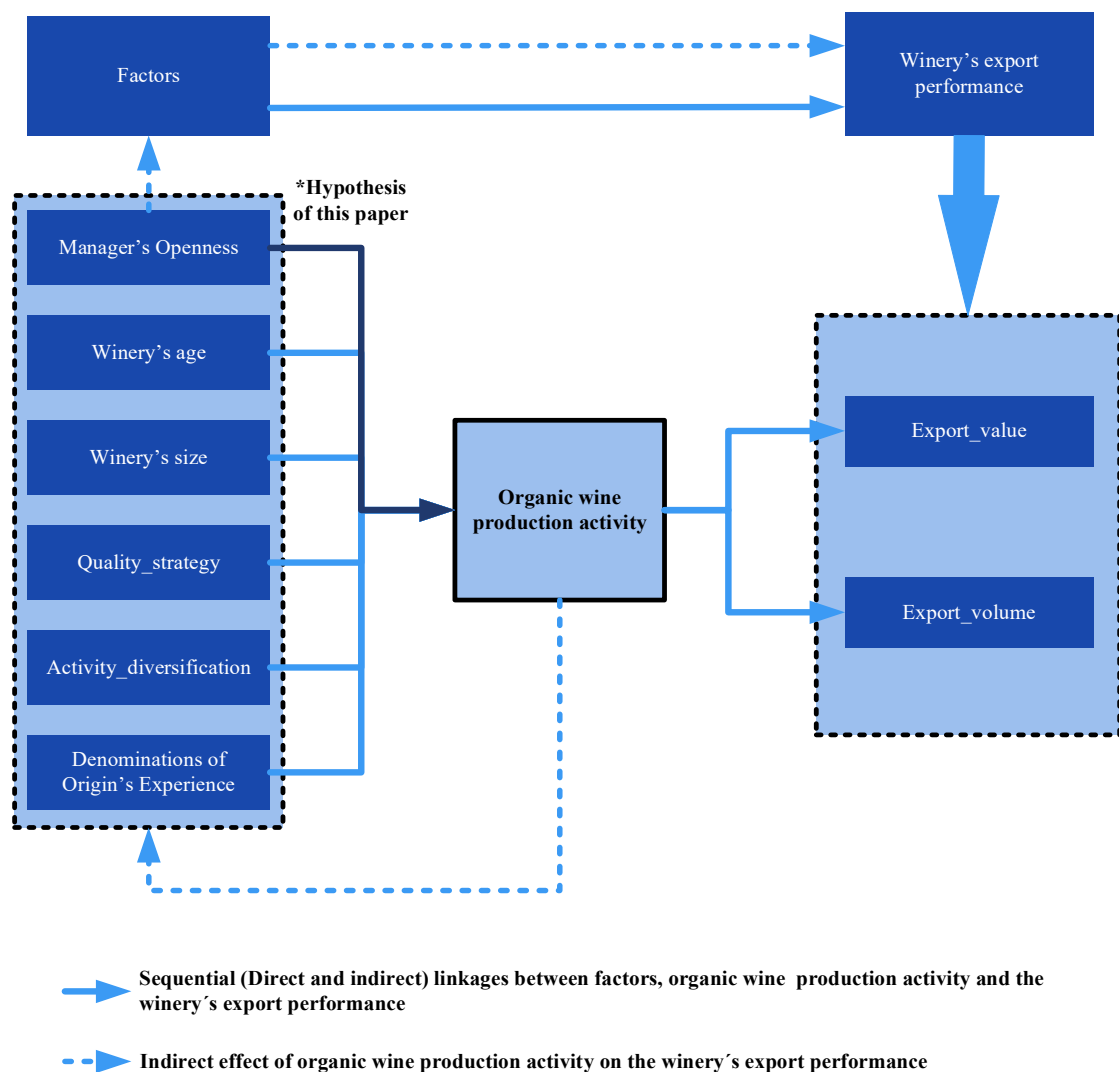 Factors
Winery's export
performance
*Hypothesis
of this paper
Manager's Openness
Winery's age
Winery's size
Quality_strategy
Activity_diversification
Denominations of
Origin's Experience
Organic wine
production activity
Export_value
Export_volume
Sequential (Direct and indirect) linkages between factors, organic wine  production activity and the
winery´s export performance
Indirect effect of organic wine production activity on the winery´s export performance